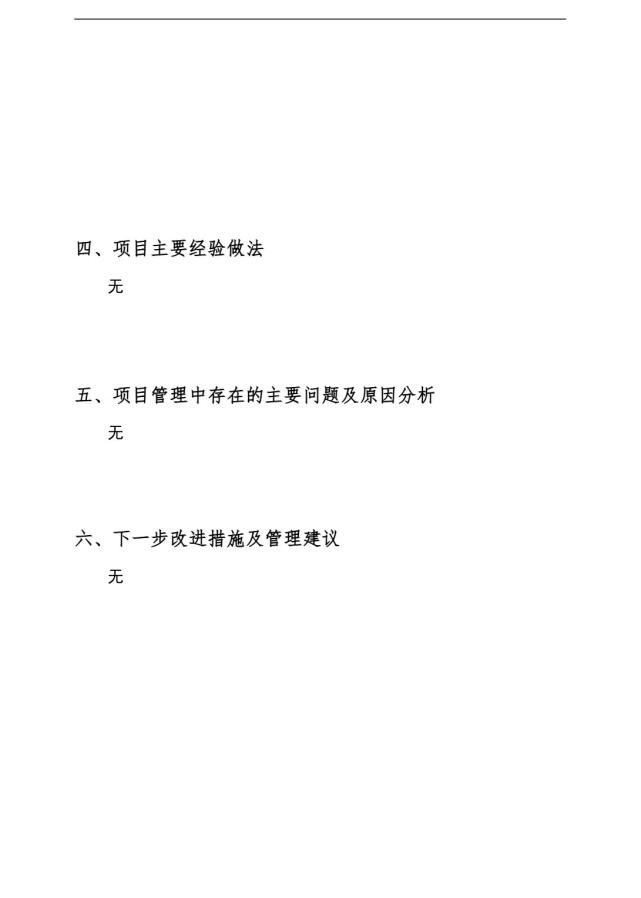 四、项目主要经验做法
无
五、项目管理中存在的主要问题及原因分析
无
六、下一步改进措施及管理建议
无